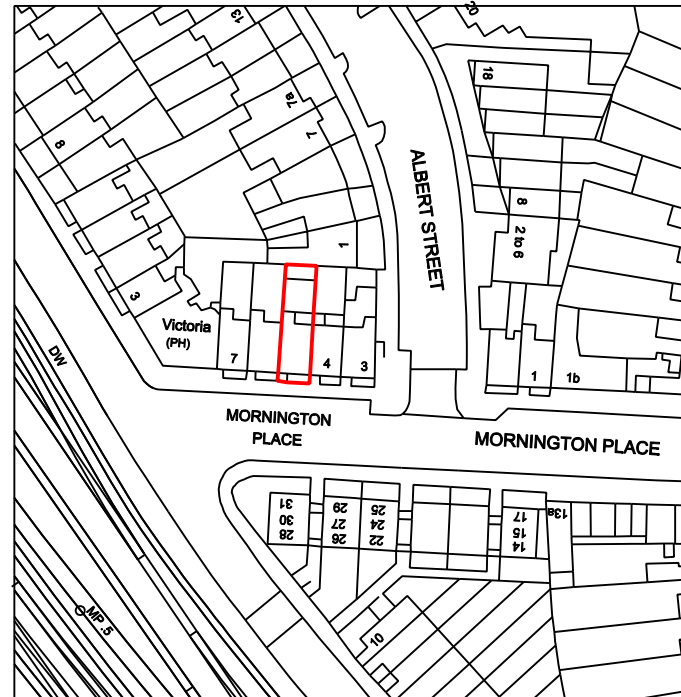 20
13
18
7a
7
8
ALBERT STREET
8
2 to 6
1
3
Victoria
(PH)
DW
7
4
3
1
1b
MORNINGTON
PLACE
MORNINGTON PLACE
31
30
28
29
27
26
25
24
22
17
15
14
13a
MP.5
10